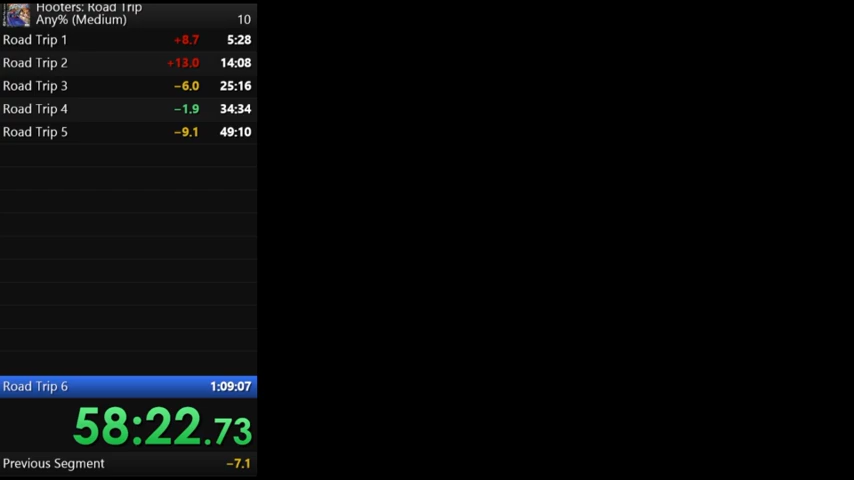 Hooters: Road Trip
Any% (Medium) 10
Road Trip 1 +8.7 5:28
Road Trip 2 +13.0 14:08
Road Trip 3 −6.0 25:16
Road Trip 4 −1.9 34:34
Road Trip 5 −9.1 49:10
Road Trip 6 1:09:07
58:22.73
Previous Segment −7.1